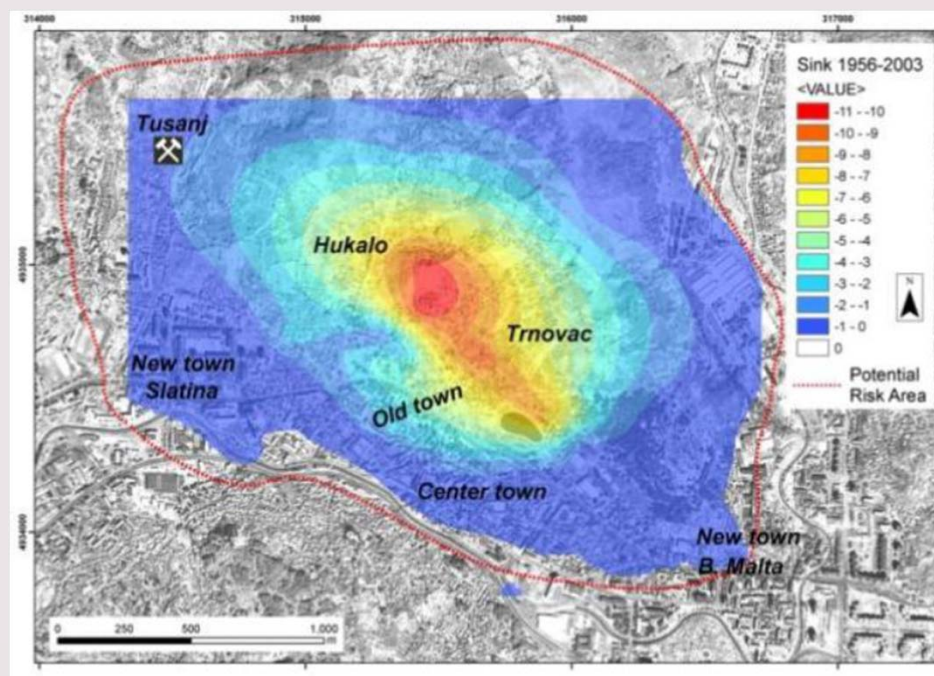 314000 315000 316000 317000
Sink 1956-2003
<VALUE>
-11 - -10
-10 - -9
-9 - -8
-8 - -7
-7 - -6
-6 - -5
-5 - -4
-4 - -3
-3 - -2
-2 - -1
-1 - 0
0
Potential
Risk Area
N
Tusanj
Hukalo
Trnovac
New town
Slatina
Old town
Center town
New town
B. Malta
4935000
4934000
0 250 500 1.000
m